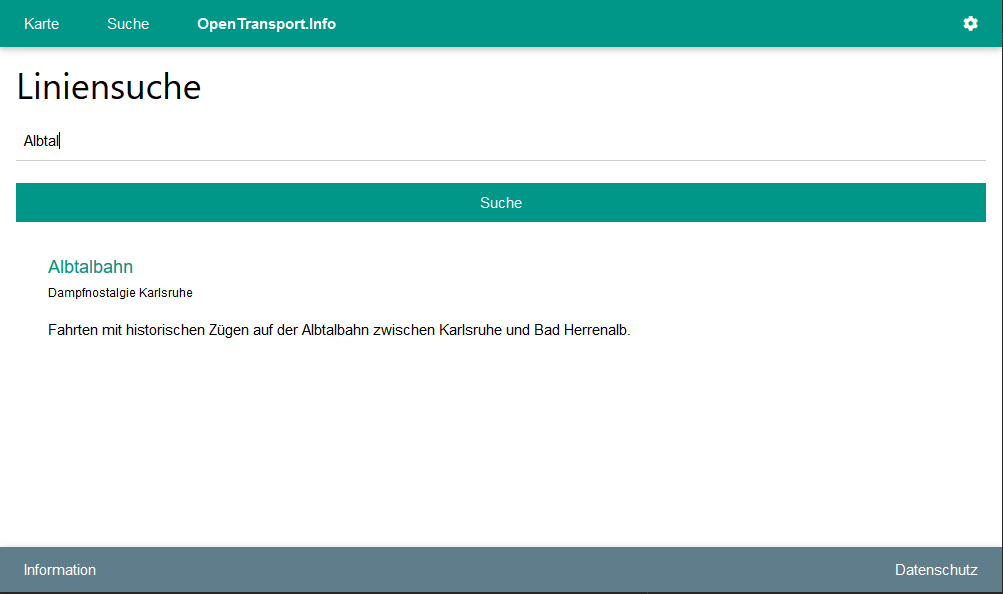 Karte Suche OpenTransport.Info
Liniensuche
Albtal
Suche
Albtalbahn
Dampfnostalgie Karlsruhe
Fahrten mit historischen Zügen auf der Albtalbahn zwischen Karlsruhe und Bad Herrenalb.
Information Datenschutz